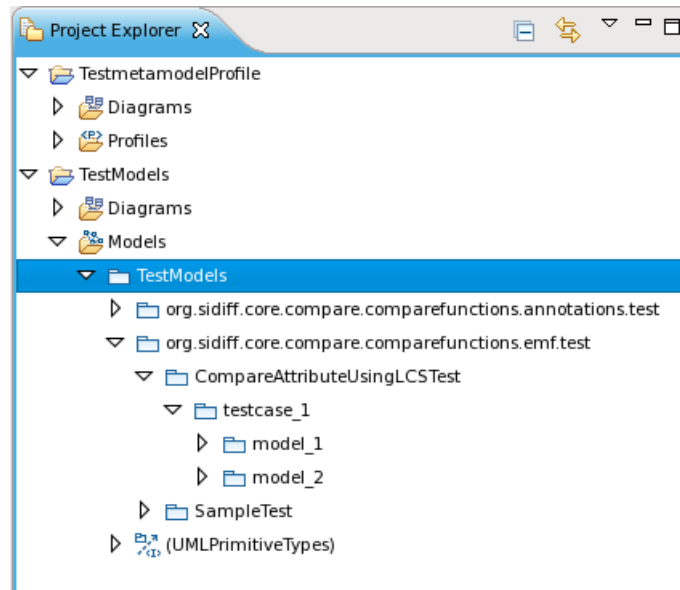 Project Explorer
TestmetamodelProfile
Diagrams
Profiles
TestModels
Diagrams
Models
TestModels
org.sidiff.core.compare.comparefunctions.annotations.test
org.sidiff.core.compare.comparefunctions.emf.test
CompareAttributeUsingLCSTest
testcase_1
model_1
model_2
SampleTest
(UMLPrimitiveTypes)